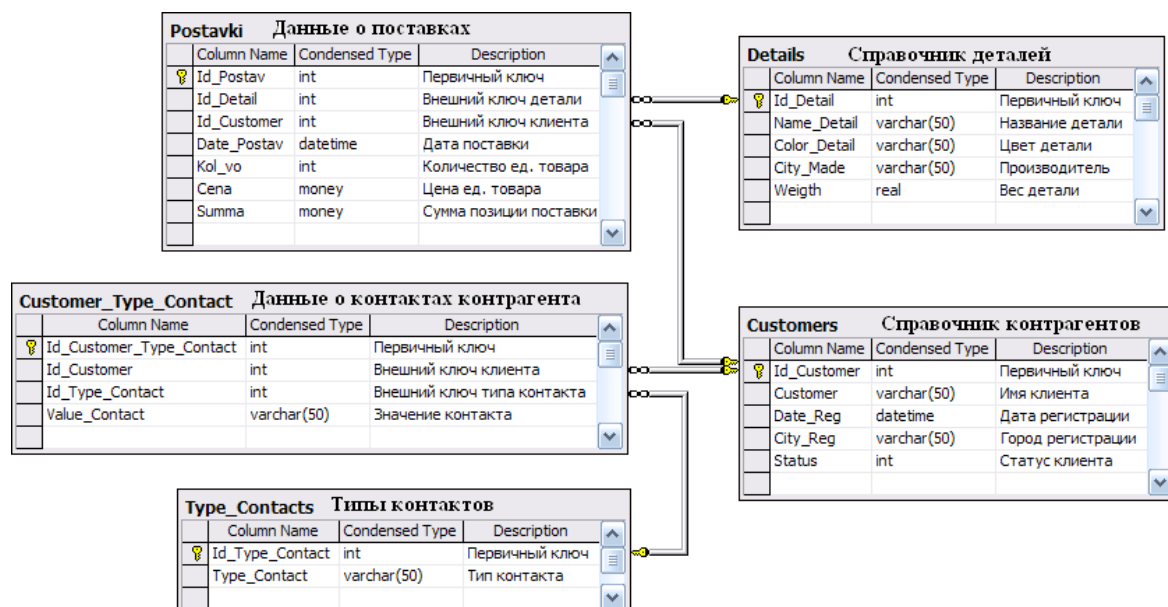 Postavki Данные о поставках
Column Name Condensed Type Description
Id_Postav int Первичный ключ
Id_Detail int Внешний ключ детали
Id_Customer int Внешний ключ клиента
Date_Postav datetime Дата поставки
Kol_vo int Количество ед. товара
Cena money Цена ед. товара
Summa money Сумма позиции поставки
Details Справочник деталей
Column Name Condensed Type Description
Id_Detail int Первичный ключ
Name_Detail varchar(50) Название детали
Color_Detail varchar(50) Цвет детали
City_Made varchar(50) Производитель
Weigth real Вес детали
Customer_Type_Contact Данные о контактах контрагента
Column Name Condensed Type Description
Id_Customer_Type_Contact int Первичный ключ
Id_Customer int Внешний ключ клиента
Id_Type_Contact int Внешний ключ типа контакта
Value_Contact varchar(50) Значение контакта
Customers Справочник контрагентов
Column Name Condensed Type Description
Id_Customer int Первичный ключ
Customer varchar(50) Имя клиента
Date_Reg datetime Дата регистрации
City_Reg varchar(50) Город регистрации
Status int Статус клиента
Type_Contacts Типы контактов
Column Name Condensed Type Description
Id_Type_Contact int Первичный ключ
Type_Contact varchar(50) Тип контакта